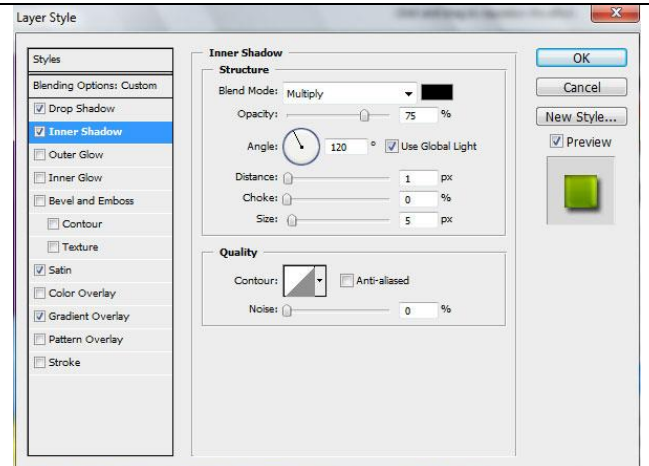 Layer Style
Styles
Blending Options: Custom
Drop Shadow
Inner Shadow
Outer Glow
Inner Glow
Bevel and Emboss
Contour
Texture
Satin
Color Overlay
Gradient Overlay
Pattern Overlay
Stroke
Inner Shadow
Structure
Blend Mode: Multiply
Opacity: 75 %
Angle: 120 ° Use Global Light
Distance: 1 px
Choke: 0 %
Size: 5 px
Quality
Contour: Anti-aliased
Noise: 0 %
OK
Cancel
New Style...
Preview